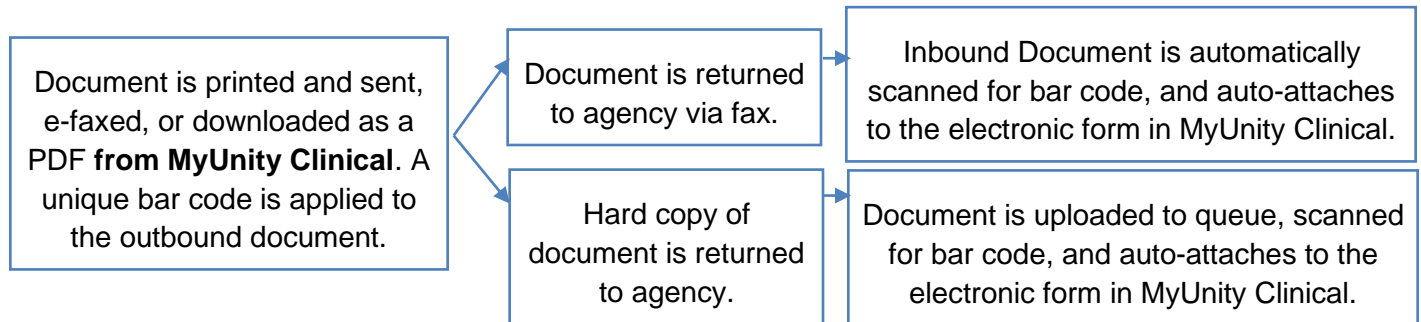 Document is printed and sent,
e-faxed, or downloaded as a
PDF from MyUnity Clinical. A
unique bar code is applied to
the outbound document.
Document is returned
to agency via fax.
Inbound Document is automatically
scanned for bar code, and auto-attaches
to the electronic form in MyUnity Clinical.
Hard copy of
document is returned
to agency.
Document is uploaded to queue, scanned
for bar code, and auto-attaches to the
electronic form in MyUnity Clinical.